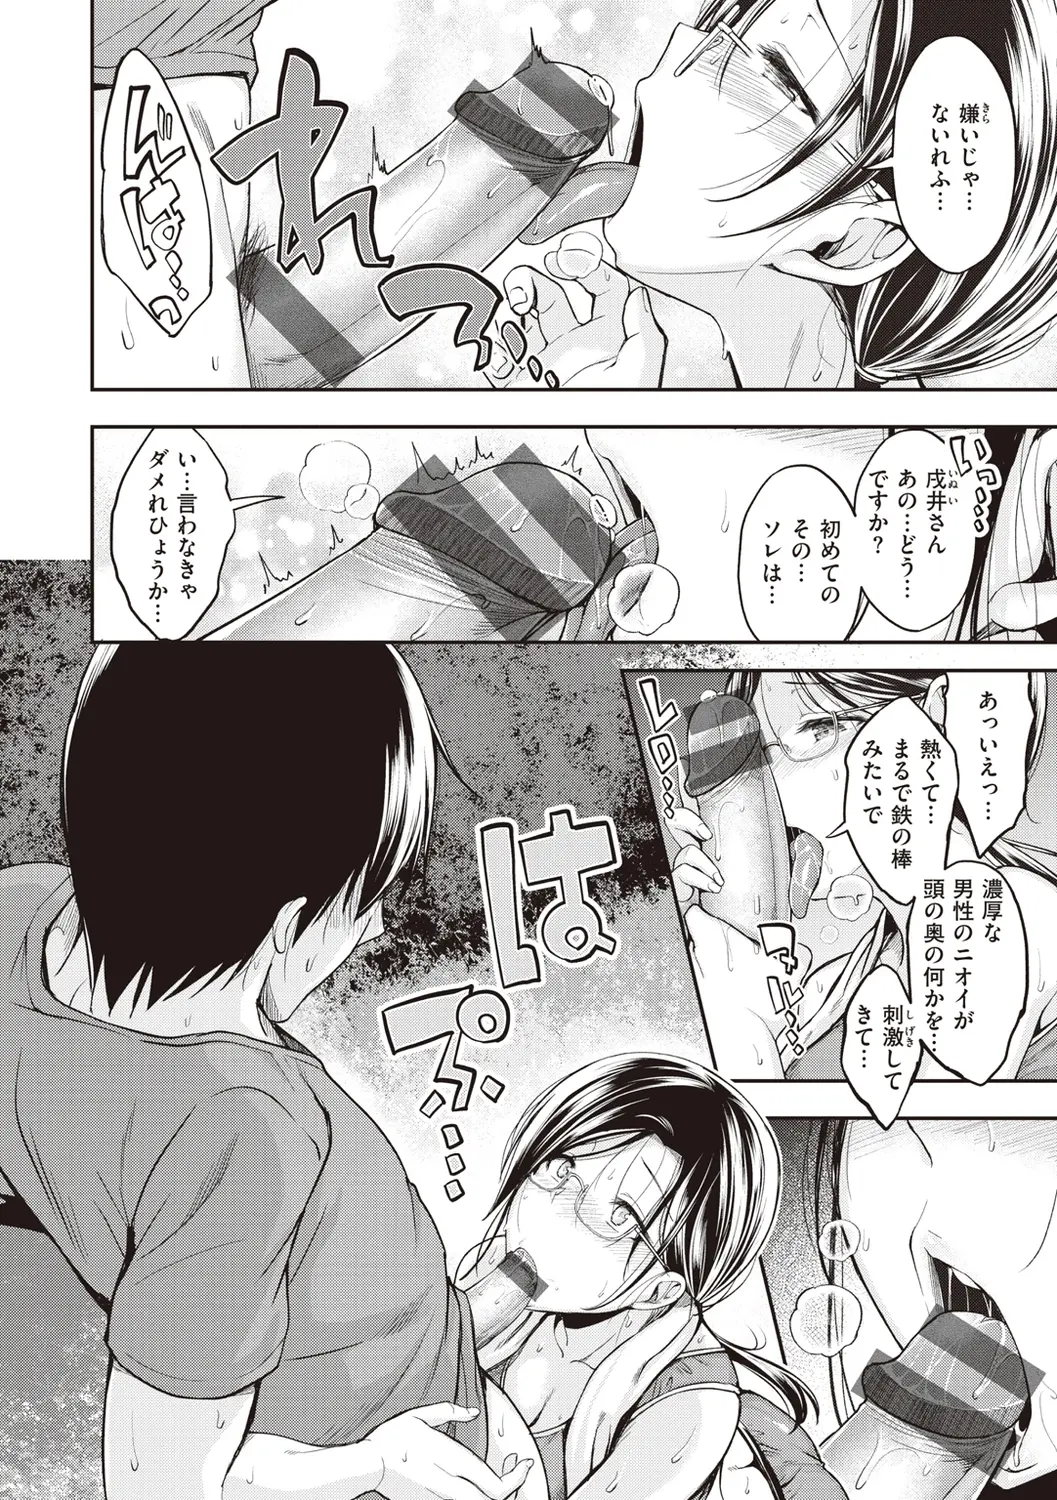 嫌いじゃ…
ないれふ…
れっ…
びくんっ
戌井さん
あの…どう…
ですか?
初めての
その…
ソレは…
い…言わなきゃ
ダメれひょうか…
あっいえっ…
熱くて…
まるで鉄の棒
みたいで
濃厚な
男性のニオイが
頭の奥の何かを…
刺激して
きて…
レロ…
はぷ……